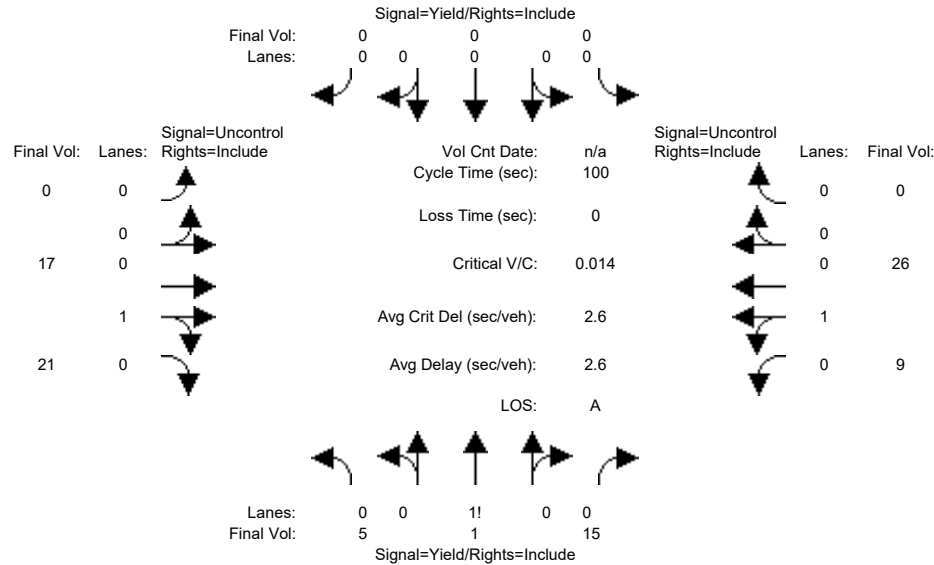 Signal=Yield/Rights=Include
Final Vol: 0 0 0
Lanes: 0 0 0 0 0
Signal=Uncontrol Signal=Uncontrol
Final Vol: Lanes: Rights=Include Vol Cnt Date: n/a Rights=Include Lanes: Final Vol:
Cycle Time (sec): 100
0 0 0 0
Loss Time (sec): 0
0 0
17 0 Critical V/C: 0.014 0 26
1 Avg Crit Del (sec/veh): 2.6 1
21 0 Avg Delay (sec/veh): 2.6 0 9
LOS: A
Lanes: 0 0 1! 0 0
Final Vol: 5 1 15
Signal=Yield/Rights=Include